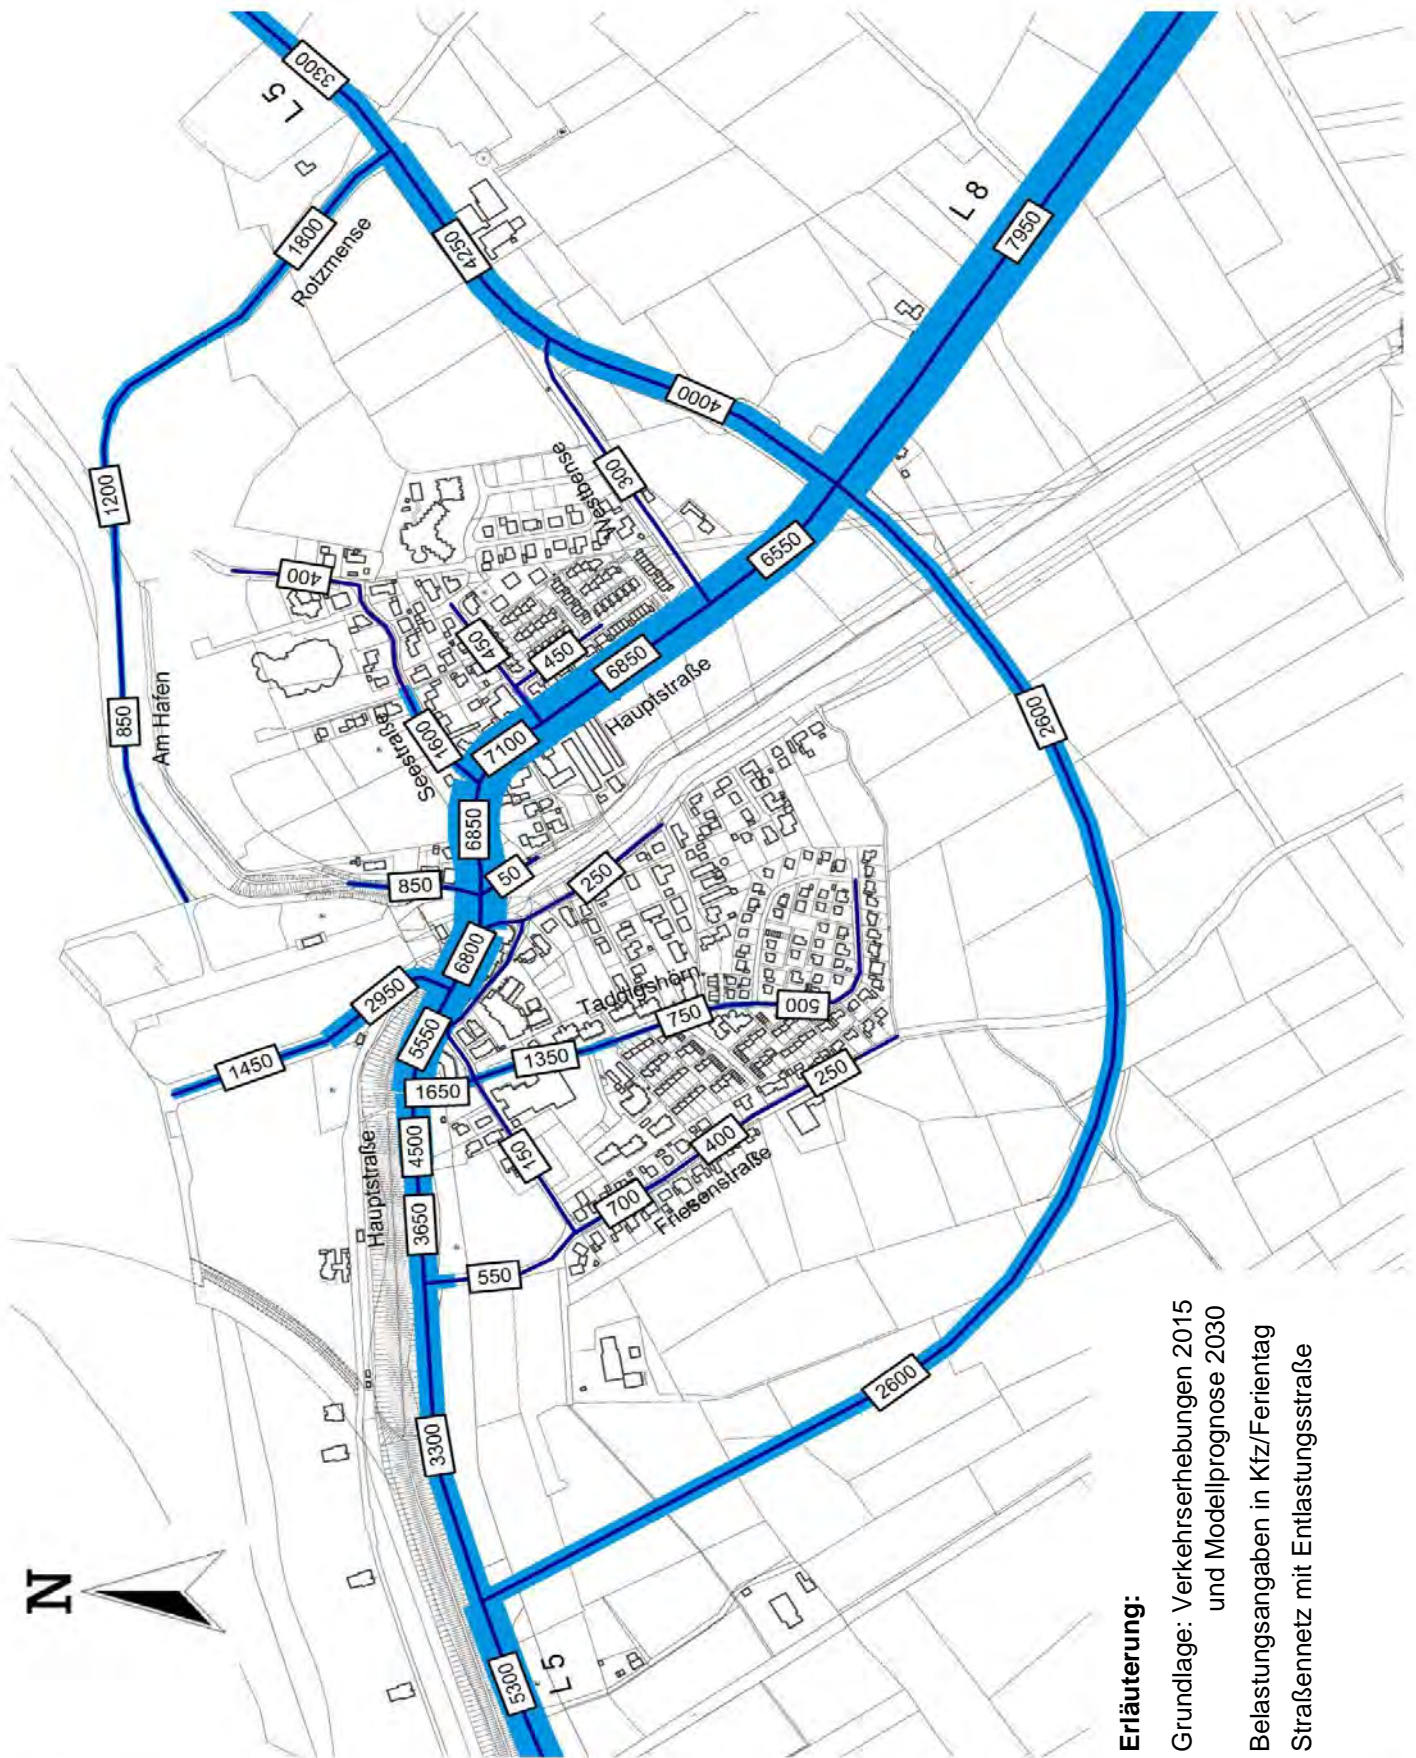 3300
L 5
1800
Rotzmense
4250
L 8
7950
4000
1200
300
Westbense
6550
400
450
450
6850
Hauptstraße
850
Am Hafen
1600
Seestraße
7100
2600
6850
850
50
250
6800
2950
Taddigshörn
5550
750
500
1450
1350
1650
250
4500
150
400
Hauptstraße
3650
700
Friesenstraße
550
2600
3300
N
5300
L 5
Erläuterung:
Grundlage: Verkehrserhebungen 2015
und Modellprognose 2030
Belastungsangaben in Kfz/Ferientag
Straßennetz mit Entlastungsstraße